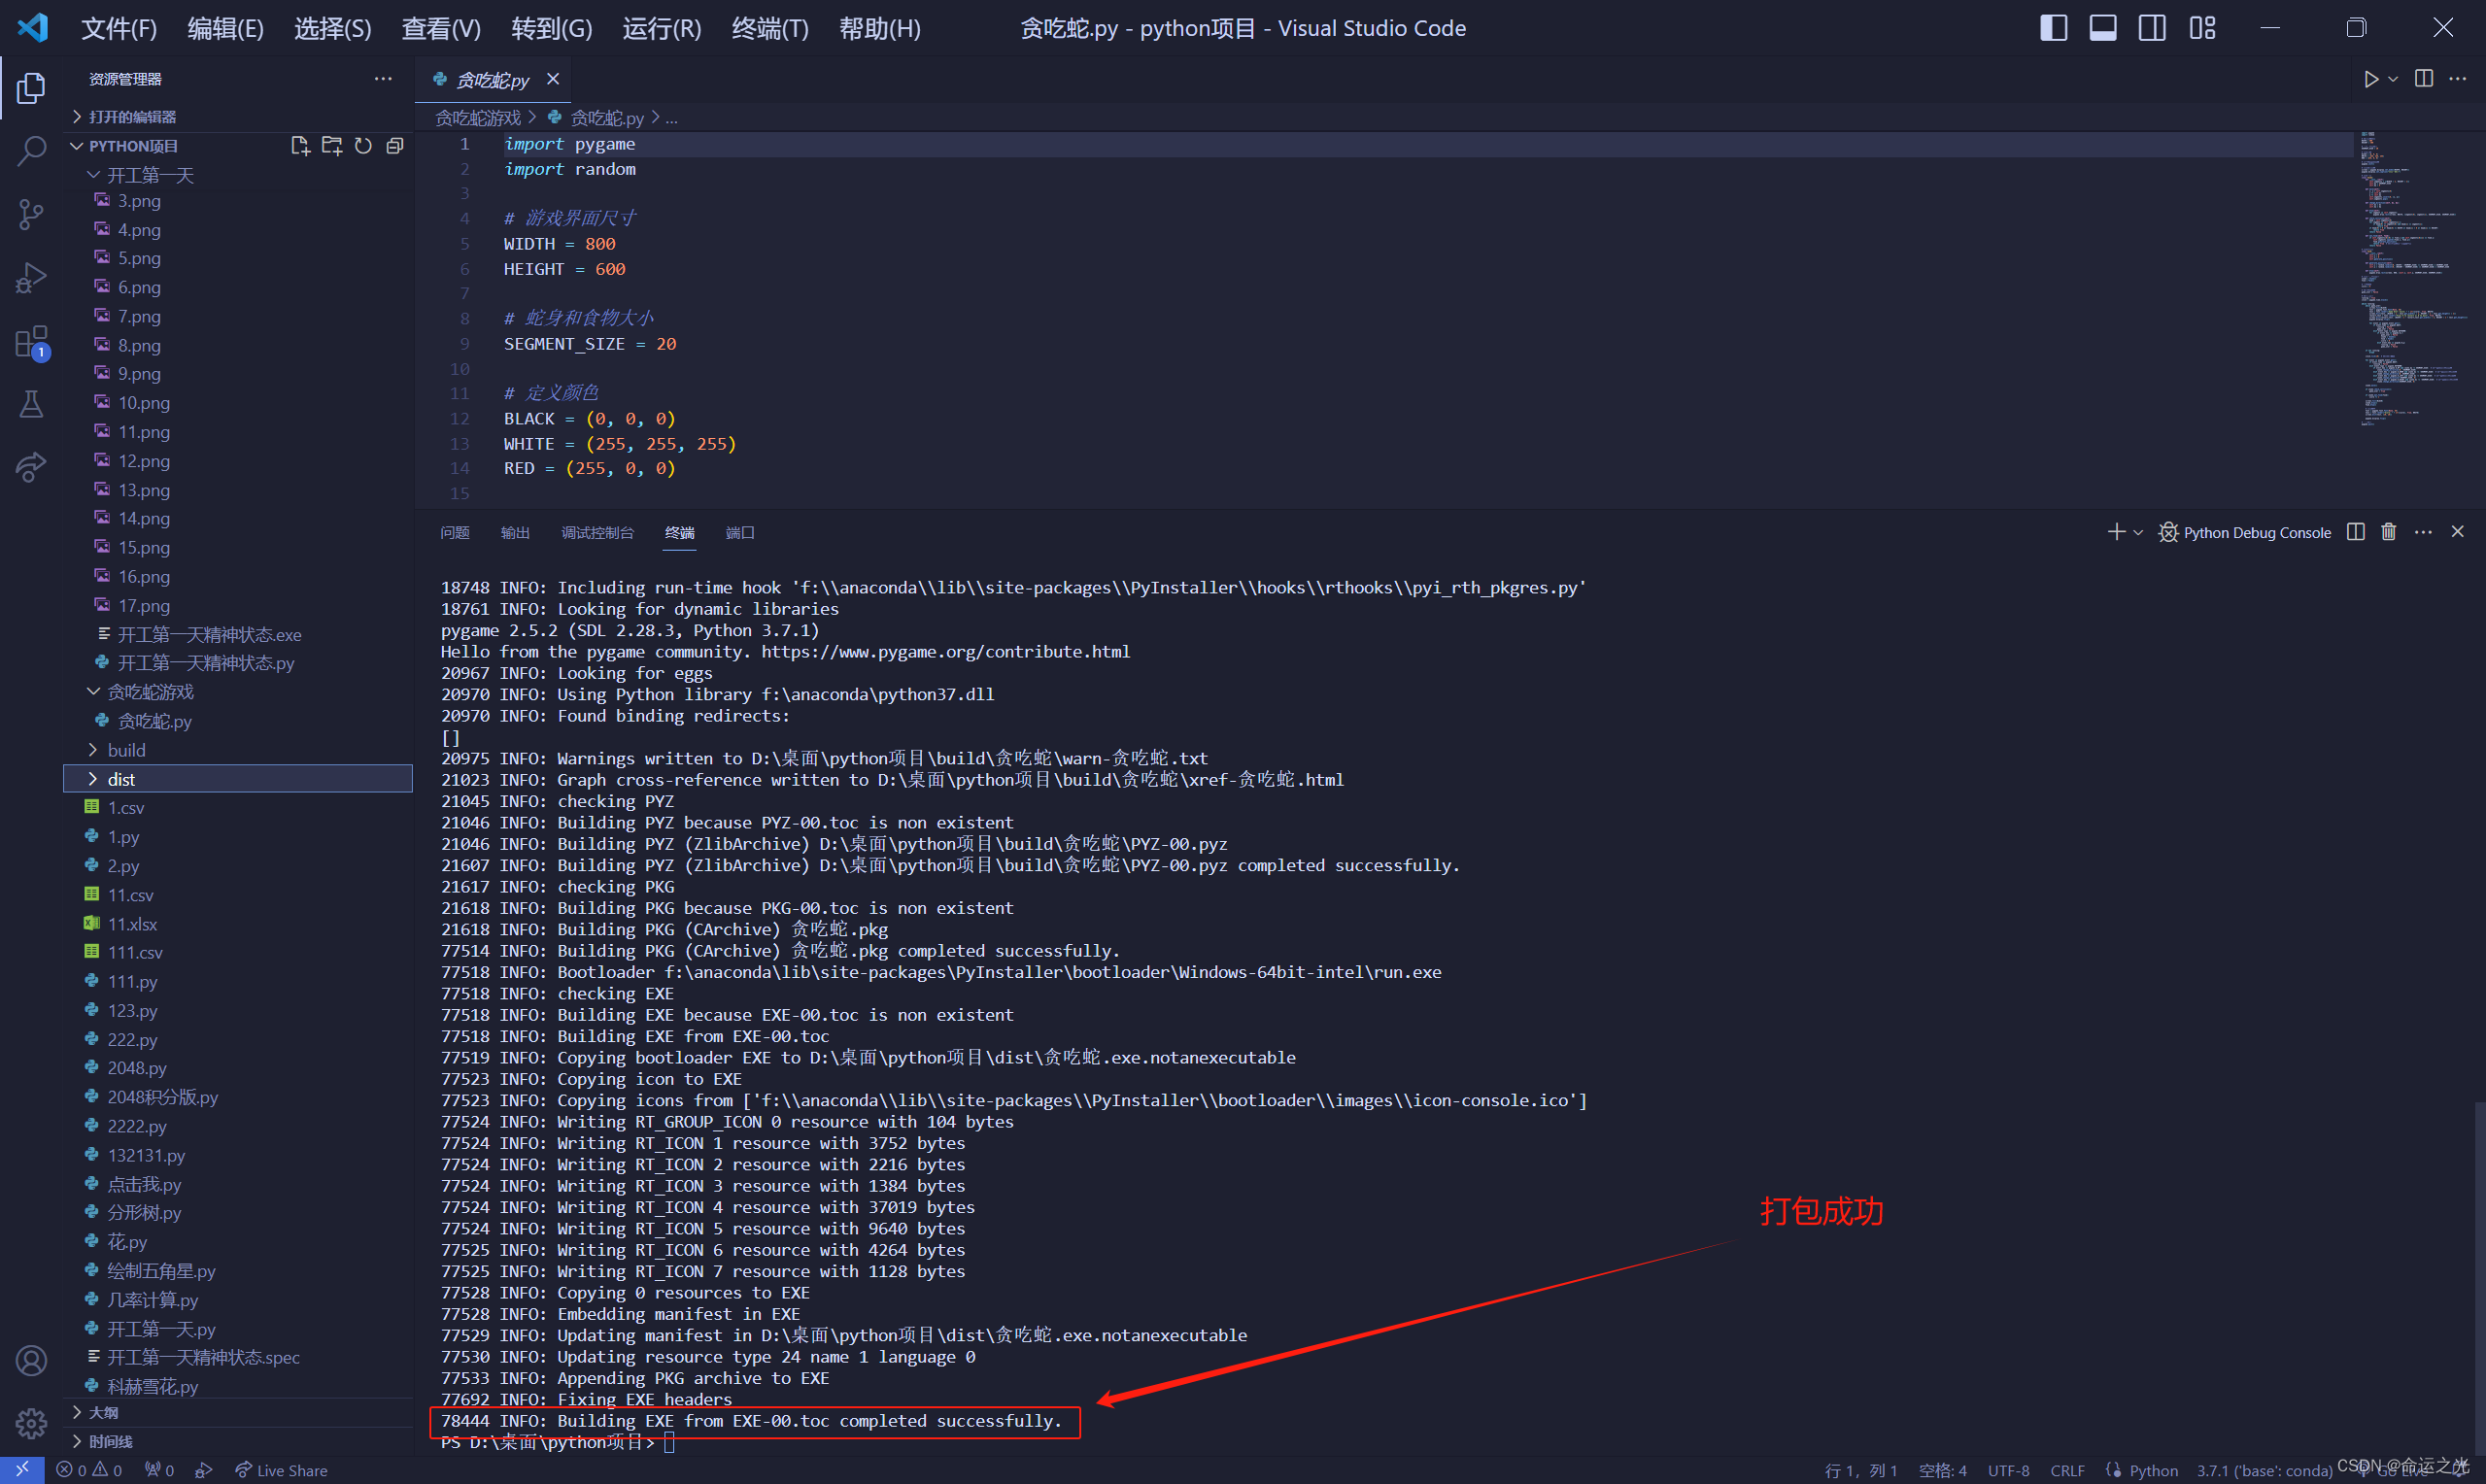 文件(F) 编辑(E) 选择(S) 查看(V) 转到(G) 运行(R) 终端(T) 帮助(H) 贪吃蛇.py - python项目 - Visual Studio Code
资源管理器
打开的编辑器
PYTHON项目
开工第一天
3.png
4.png
5.png
6.png
7.png
8.png
9.png
10.png
11.png
12.png
13.png
14.png
15.png
16.png
17.png
开工第一天精神状态.exe
开工第一天精神状态.py
贪吃蛇游戏
贪吃蛇.py
build
dist
1.csv
1.py
2.py
11.csv
11.xlsx
111.csv
111.py
123.py
222.py
2048.py
2048积分版.py
2222.py
132131.py
点击我.py
分形树.py
花.py
绘制五角星.py
几率计算.py
开工第一天.py
开工第一天精神状态.spec
科赫雪花.py
大纲
时间线
1
贪吃蛇.py
贪吃蛇游戏 > 贪吃蛇.py > ...
1 import pygame
2 import random
3
4 # 游戏界面尺寸
5 WIDTH = 800
6 HEIGHT = 600
7
8 # 蛇身和食物大小
9 SEGMENT_SIZE = 20
10
11 # 定义颜色
12 BLACK = (0, 0, 0)
13 WHITE = (255, 255, 255)
14 RED = (255, 0, 0)
15
问题 输出 调试控制台 终端 端口 Python Debug Console
18748 INFO: Including run-time hook 'f:\\anaconda\\lib\\site-packages\\PyInstaller\\hooks\\rthooks\\pyi_rth_pkgres.py'
18761 INFO: Looking for dynamic libraries
pygame 2.5.2 (SDL 2.28.3, Python 3.7.1)
Hello from the pygame community. https://www.pygame.org/contribute.html
20967 INFO: Looking for eggs
20970 INFO: Using Python library f:\anaconda\python37.dll
20970 INFO: Found binding redirects:
[]
20975 INFO: Warnings written to D:\桌面\python项目\build\贪吃蛇\warn-贪吃蛇.txt
21023 INFO: Graph cross-reference written to D:\桌面\python项目\build\贪吃蛇\xref-贪吃蛇.html
21045 INFO: checking PYZ
21046 INFO: Building PYZ because PYZ-00.toc is non existent
21046 INFO: Building PYZ (ZlibArchive) D:\桌面\python项目\build\贪吃蛇\PYZ-00.pyz
21607 INFO: Building PYZ (ZlibArchive) D:\桌面\python项目\build\贪吃蛇\PYZ-00.pyz completed successfully.
21617 INFO: checking PKG
21618 INFO: Building PKG because PKG-00.toc is non existent
21618 INFO: Building PKG (CArchive) 贪吃蛇.pkg
77514 INFO: Building PKG (CArchive) 贪吃蛇.pkg completed successfully.
77518 INFO: Bootloader f:\anaconda\lib\site-packages\PyInstaller\bootloader\Windows-64bit-intel\run.exe
77518 INFO: checking EXE
77518 INFO: Building EXE because EXE-00.toc is non existent
77518 INFO: Building EXE from EXE-00.toc
77519 INFO: Copying bootloader EXE to D:\桌面\python项目\dist\贪吃蛇.exe.notanexecutable
77523 INFO: Copying icon to EXE
77523 INFO: Copying icons from ['f:\\anaconda\\lib\\site-packages\\PyInstaller\\bootloader\\images\\icon-console.ico']
77524 INFO: Writing RT_GROUP_ICON 0 resource with 104 bytes
77524 INFO: Writing RT_ICON 1 resource with 3752 bytes
77524 INFO: Writing RT_ICON 2 resource with 2216 bytes
77524 INFO: Writing RT_ICON 3 resource with 1384 bytes
77524 INFO: Writing RT_ICON 4 resource with 37019 bytes
77524 INFO: Writing RT_ICON 5 resource with 9640 bytes
77525 INFO: Writing RT_ICON 6 resource with 4264 bytes
77525 INFO: Writing RT_ICON 7 resource with 1128 bytes
77528 INFO: Copying 0 resources to EXE
77528 INFO: Embedding manifest in EXE
77529 INFO: Updating manifest in D:\桌面\python项目\dist\贪吃蛇.exe.notanexecutable
77530 INFO: Updating resource type 24 name 1 language 0
77533 INFO: Appending PKG archive to EXE
77692 INFO: Fixing EXE headers
78444 INFO: Building EXE from EXE-00.toc completed successfully.
PS D:\桌面\python项目>
打包成功
0 0 0 Live Share 行 1，列 1 空格: 4 UTF-8 CRLF Python 3.7.1 ('base': conda)
CSDN @命运之光